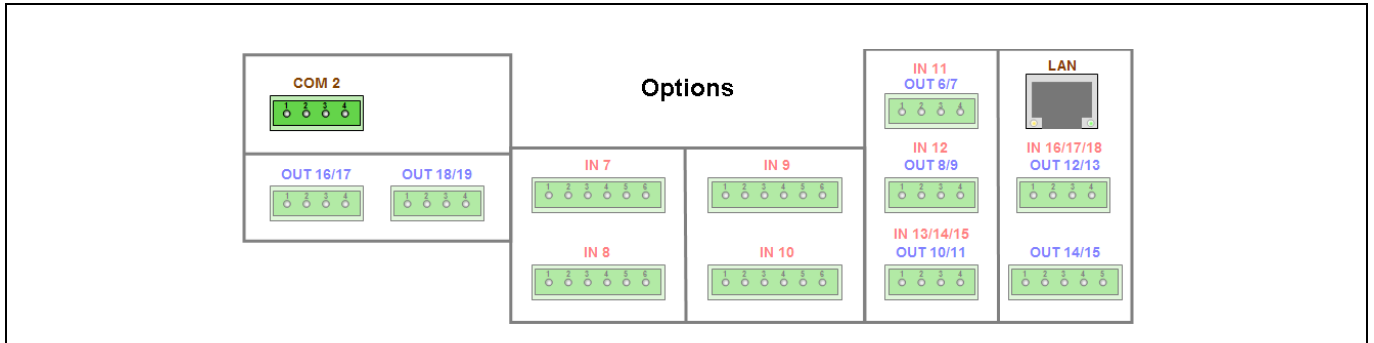 COM 2
1 2 3 4
OUT 16/17
1 2 3 4
OUT 18/19
1 2 3 4
Options
IN 7
1 2 3 4 5 6
IN 8
1 2 3 4 5 6
IN 9
1 2 3 4 5 6
IN 10
1 2 3 4 5 6
IN 11
OUT 6/7
1 2 3 4
IN 12
OUT 8/9
1 2 3 4
IN 13/14/15
OUT 10/11
1 2 3 4
LAN
IN 16/17/18
OUT 12/13
1 2 3 4
OUT 14/15
1 2 3 4 5